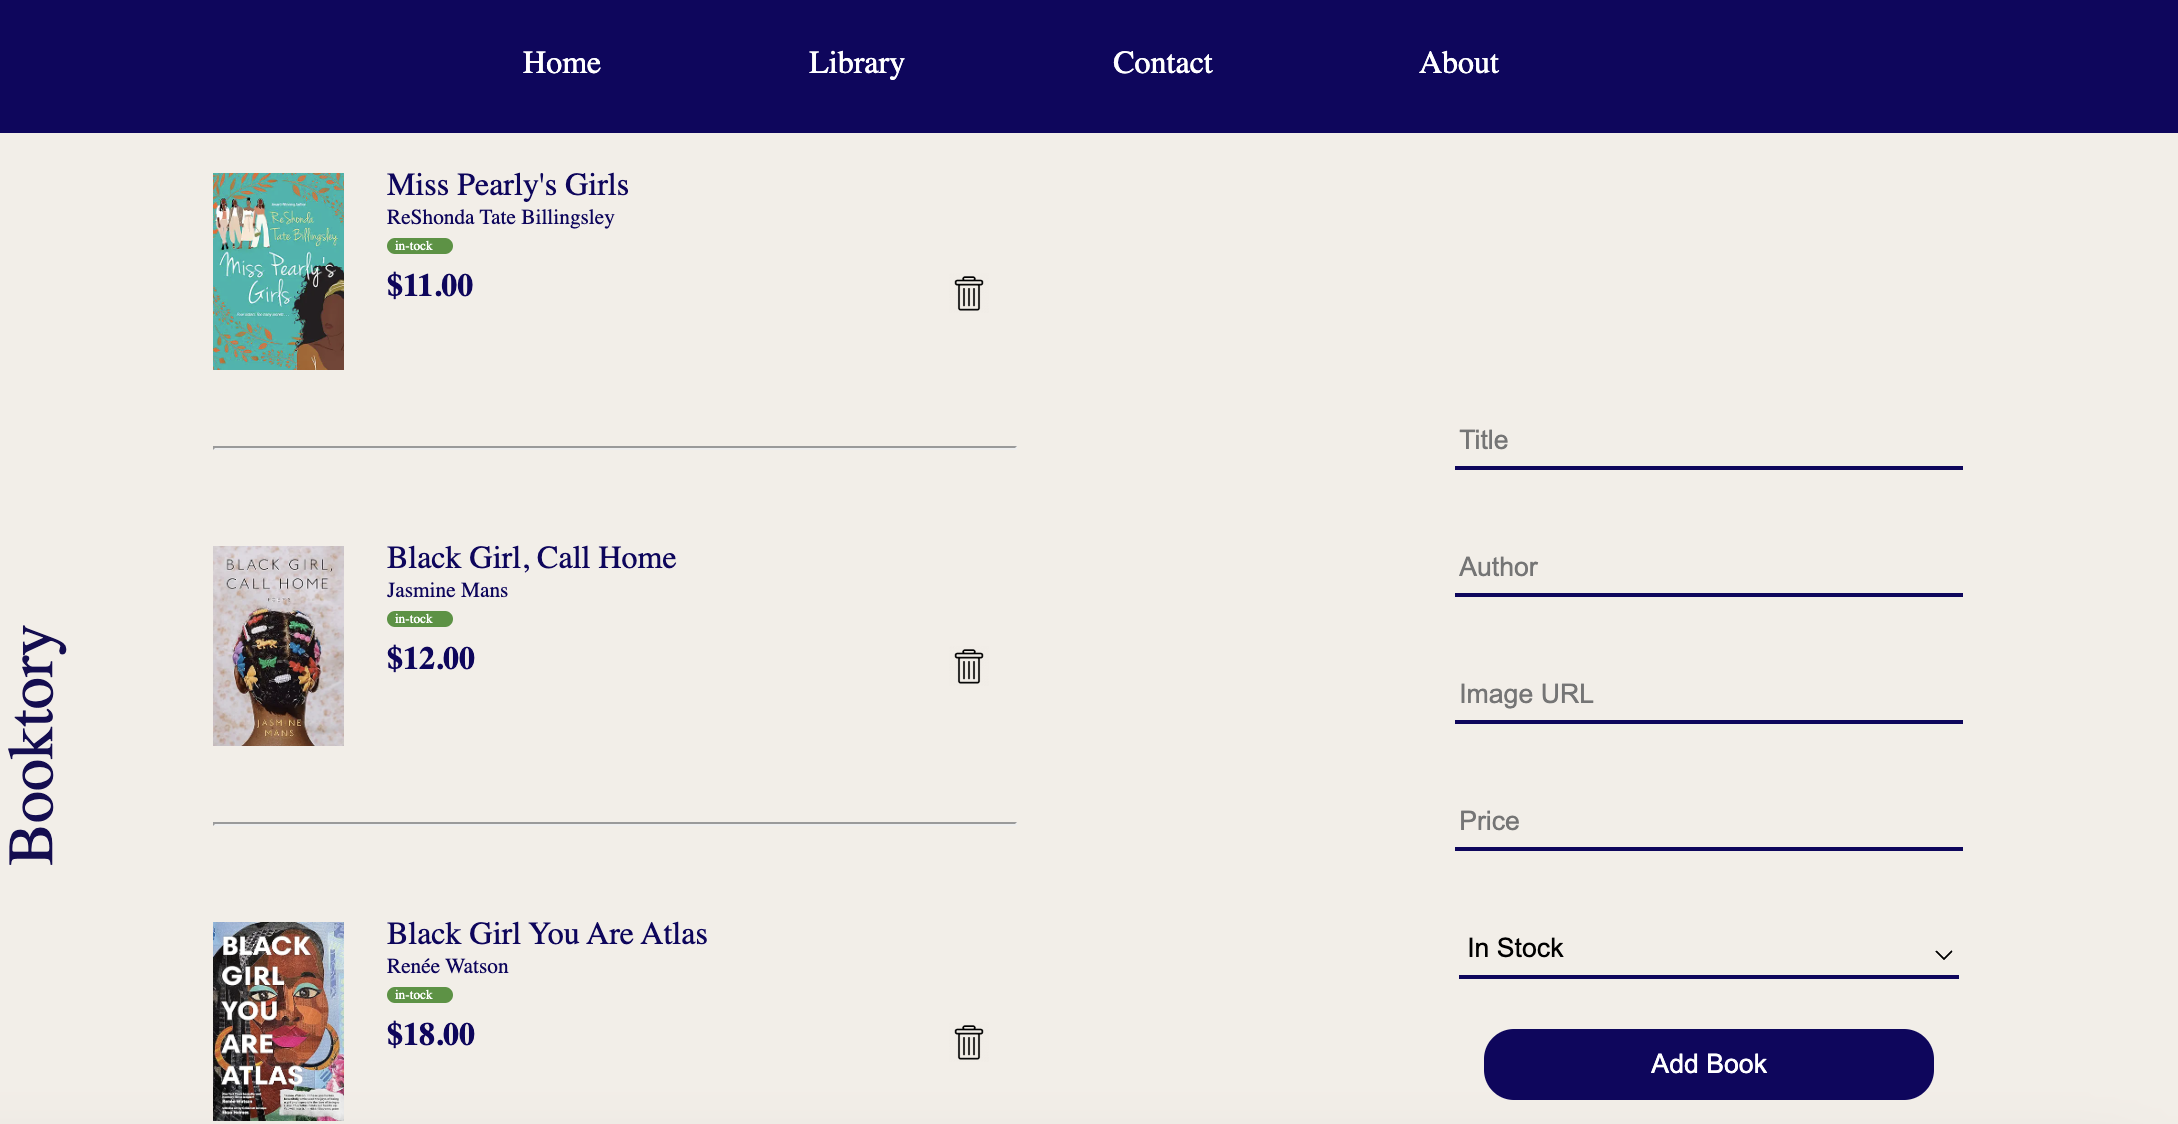 Home Library Contact About
Miss Pearly's Girls
ReShonda Tate Billingsley
in-tock
$11.00
ReShonda
Tate Billingsley
Miss Pearly's
Girls
Title
Black Girl, Call Home
Jasmine Mans
in-tock
$12.00
BLACK GIRL,
CALL HOME
JASMINE
MANS
Author
Image URL
Booktory
Price
Black Girl You Are Atlas
Renée Watson
in-tock
$18.00
BLACK
GIRL
YOU
ARE
ATLAS
In Stock
Add Book